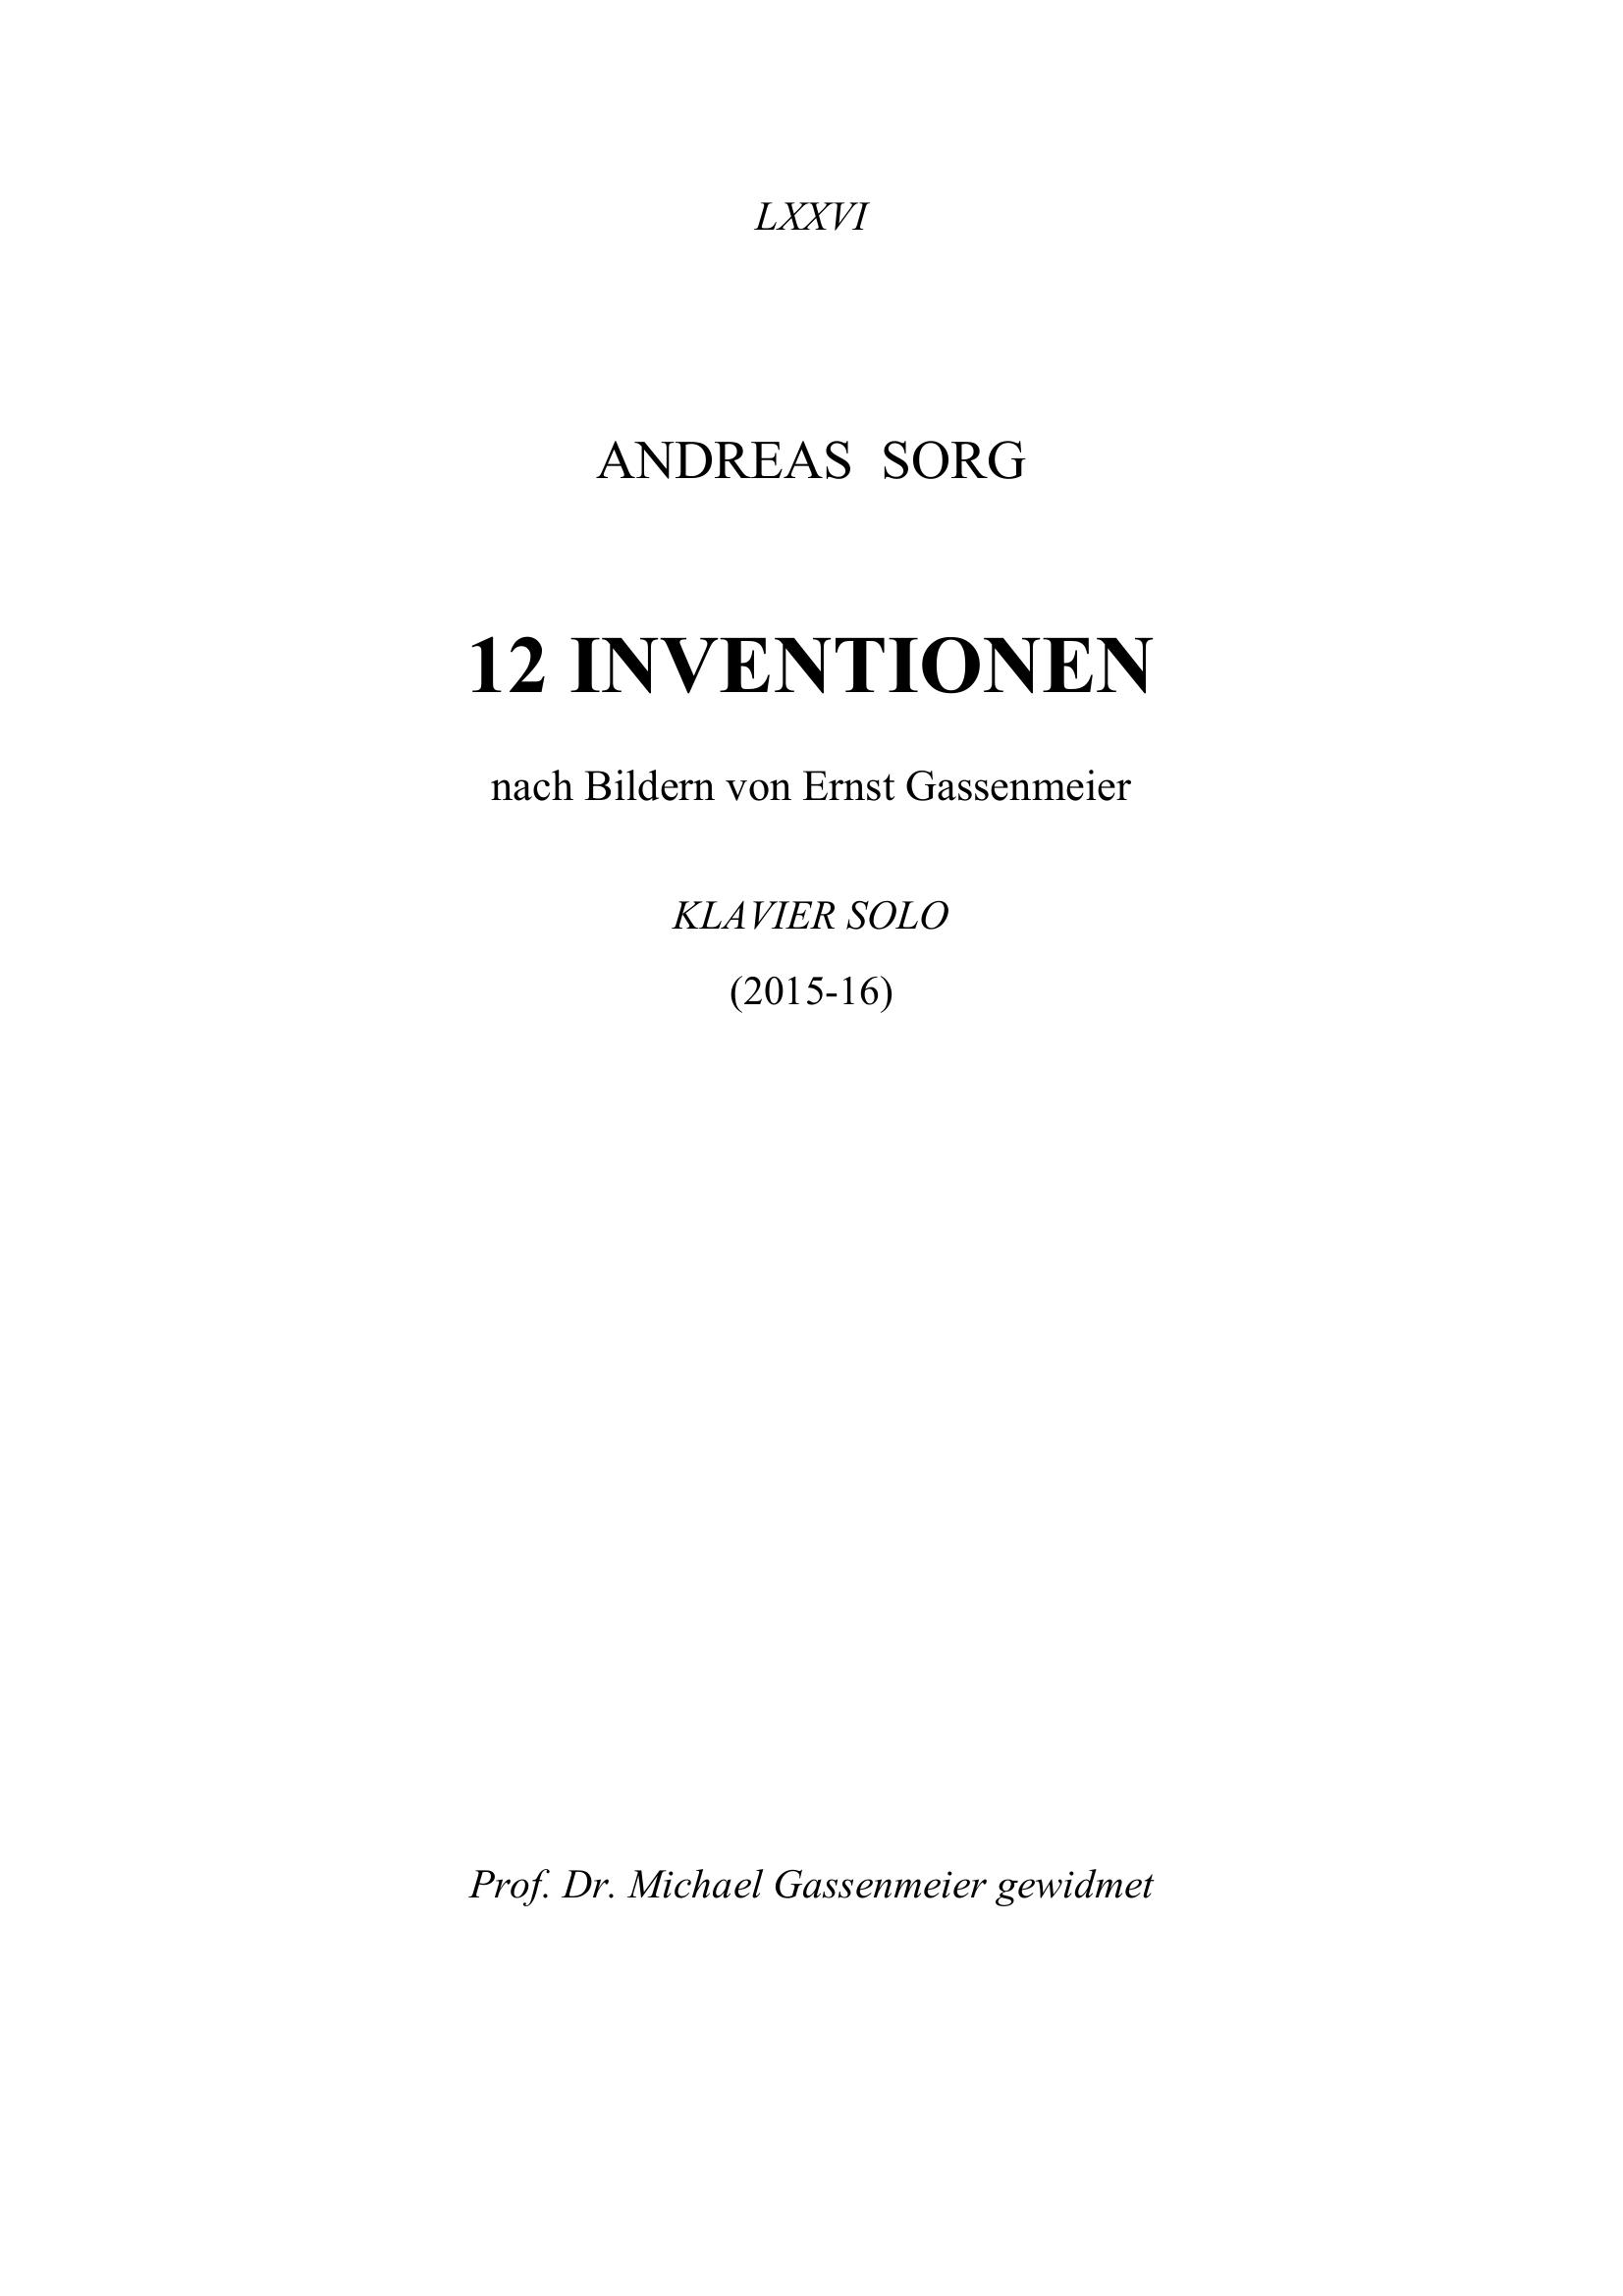 LXXVI
ANDREAS SORG
12 INVENTIONEN
nach Bildern von Ernst Gassenmeier
KLAVIER SOLO
(2015-16)
Prof. Dr. Michael Gassenmeier gewidmet